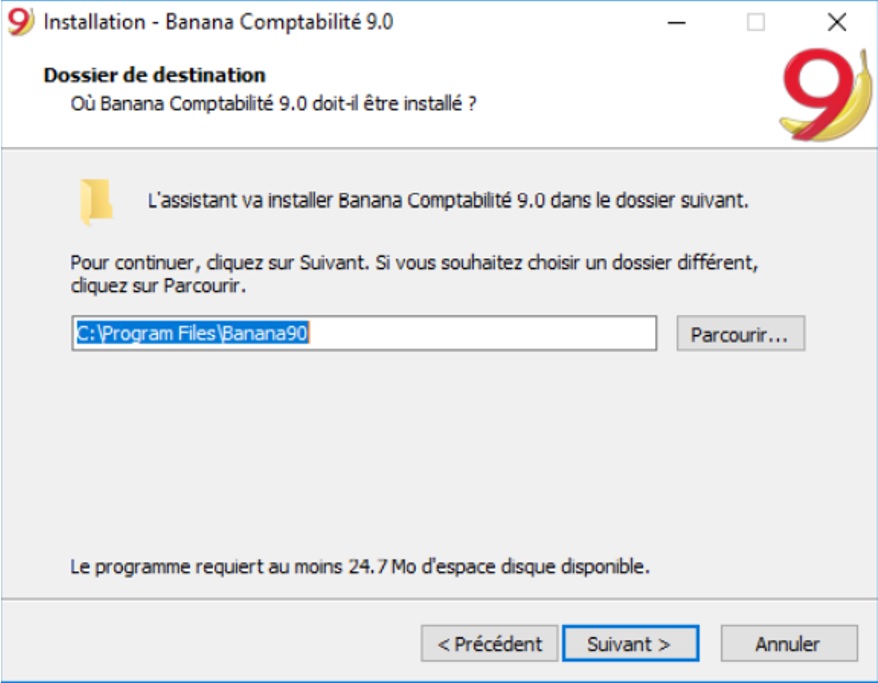 9 Installation - Banana Comptabilité 9.0
Dossier de destination
Où Banana Comptabilité 9.0 doit-il être installé ?
9
L'assistant va installer Banana Comptabilité 9.0 dans le dossier suivant.
Pour continuer, cliquez sur Suivant. Si vous souhaitez choisir un dossier différent,
cliquez sur Parcourir.
C:\Program Files\Banana90
Parcourir...
Le programme requiert au moins 24.7 Mo d'espace disque disponible.
< Précédent
Suivant >
Annuler